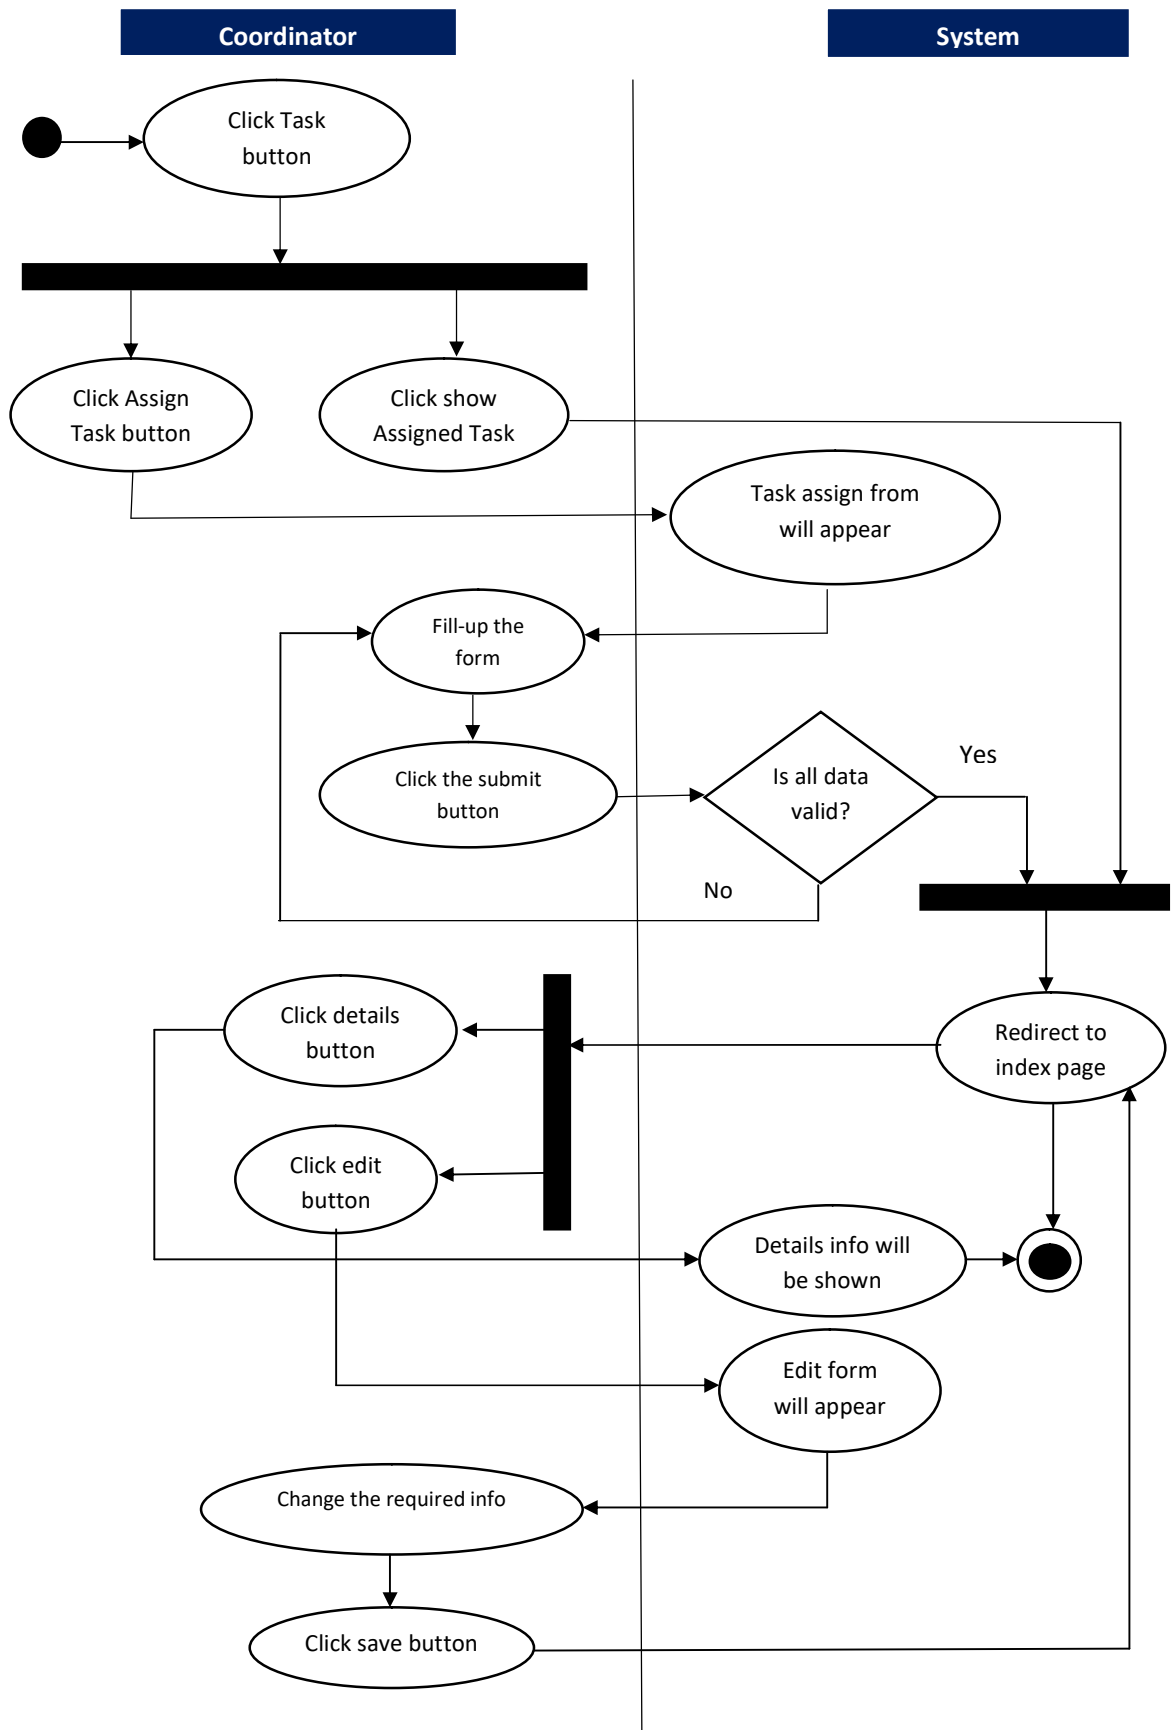 Coordinator
System
Click Task
button
Click Assign
Task button
Click show
Assigned Task
Task assign from
will appear
Fill-up the
form
Click the submit
button
Is all data
valid?
Yes
No
Click details
button
Redirect to
index page
Click edit
button
Details info will
be shown
Edit form
will appear
Change the required info
Click save button